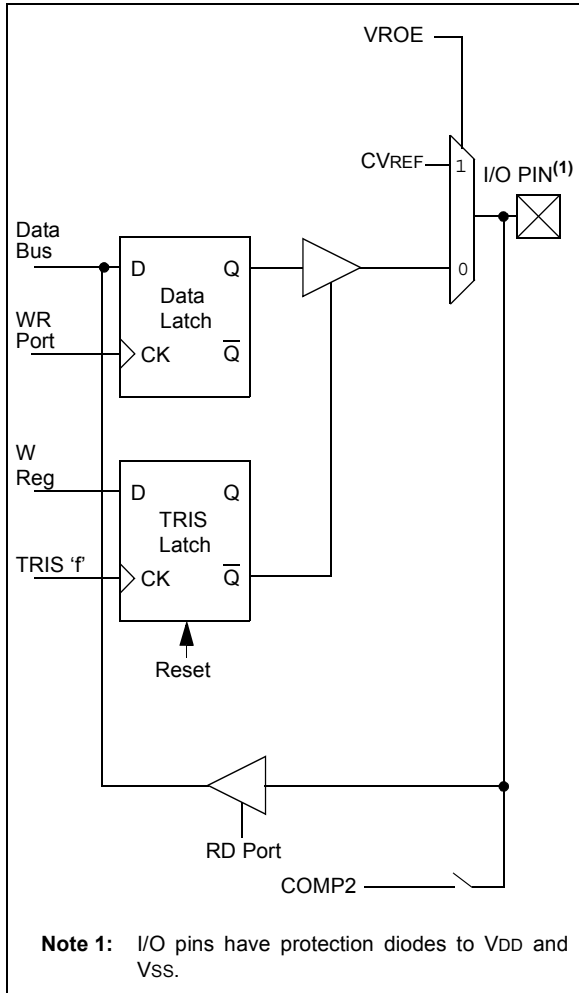 VROE
CVREF
1
I/O PIN(1)
Data
Bus
D
Q
0
Data
Latch
WR
Port
CK
Q
W
Reg
D
Q
TRIS
Latch
TRIS ‘f’
CK
Q
Reset
RD Port
COMP2
Note 1: I/O pins have protection diodes to VDD and
VSS.